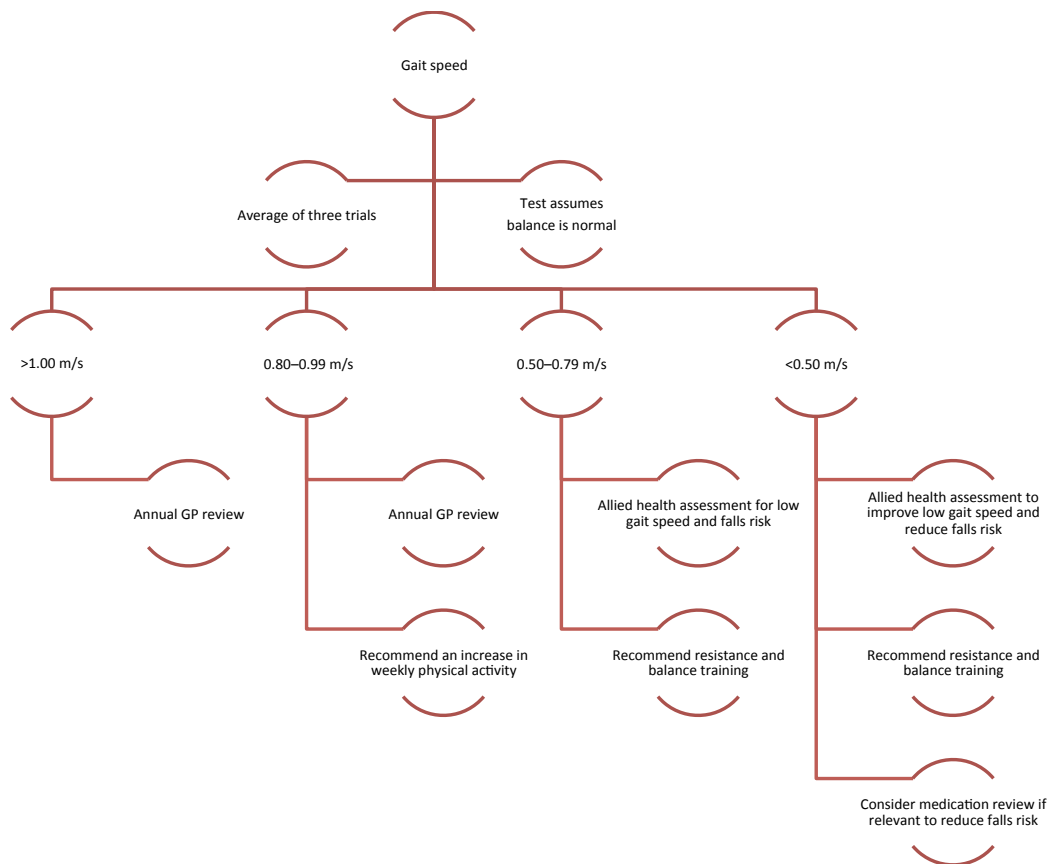 Gait speed
Average of three trials
Test assumes
balance is normal
>1.00 m/s
0.80–0.99 m/s
0.50–0.79 m/s
<0.50 m/s
Annual GP review
Annual GP review
Allied health assessment for low
gait speed and falls risk
Allied health assessment to
improve low gait speed and
reduce falls risk
Recommend an increase in
weekly physical activity
Recommend resistance and
balance training
Recommend resistance and
balance training
Consider medication review if
relevant to reduce falls risk